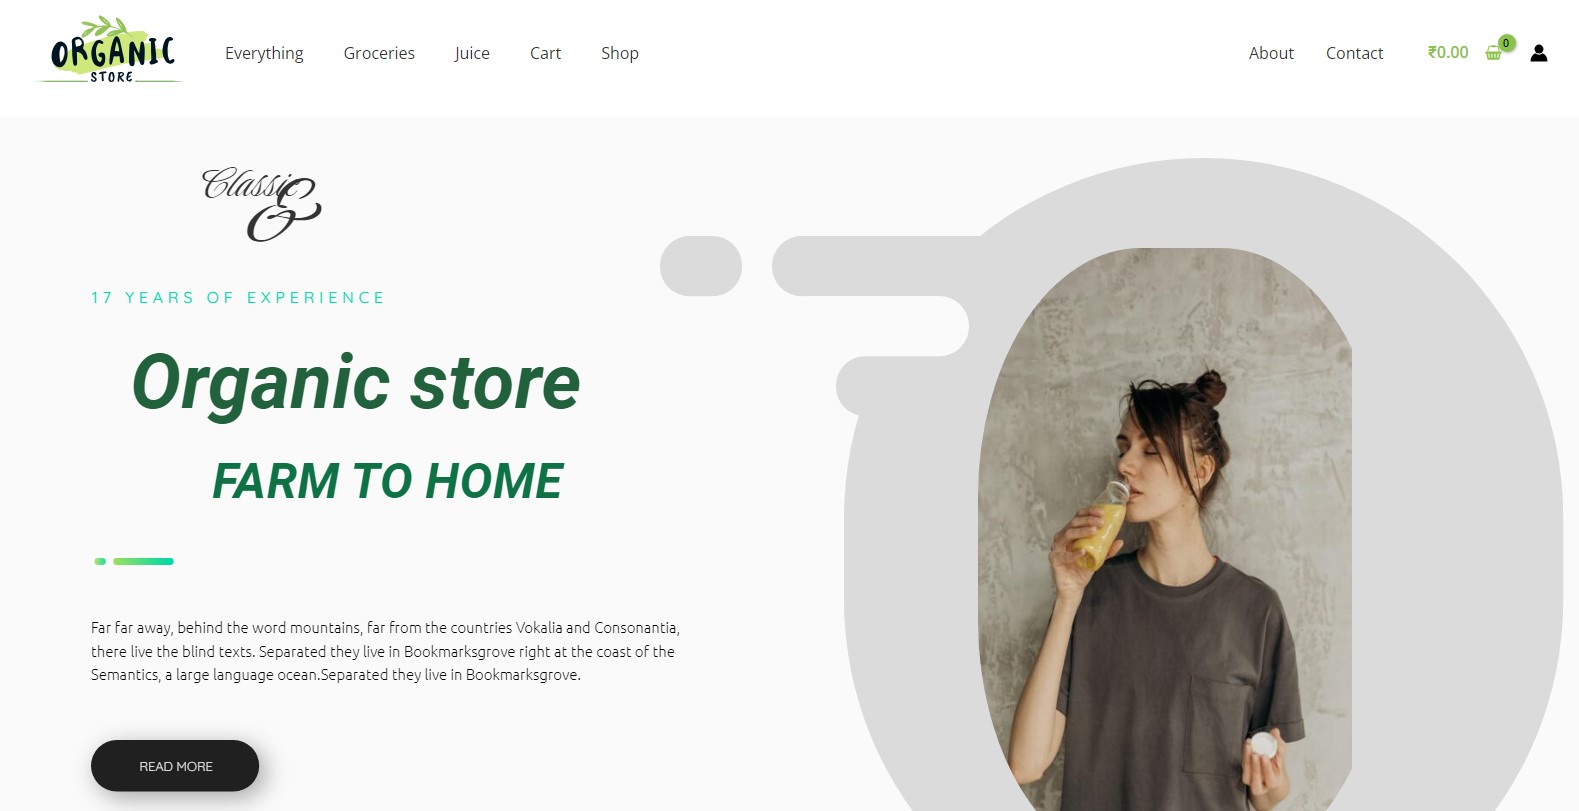 ORGANIC
STORE
Everything Groceries Juice Cart Shop
About Contact ₹0.00 0
Classic
&
17 YEARS OF EXPERIENCE
Organic store
FARM TO HOME
Far far away, behind the word mountains, far from the countries Vokalia and Consonantia,
there live the blind texts. Separated they live in Bookmarksgrove right at the coast of the
Semantics, a large language ocean.Separated they live in Bookmarksgrove.
READ MORE